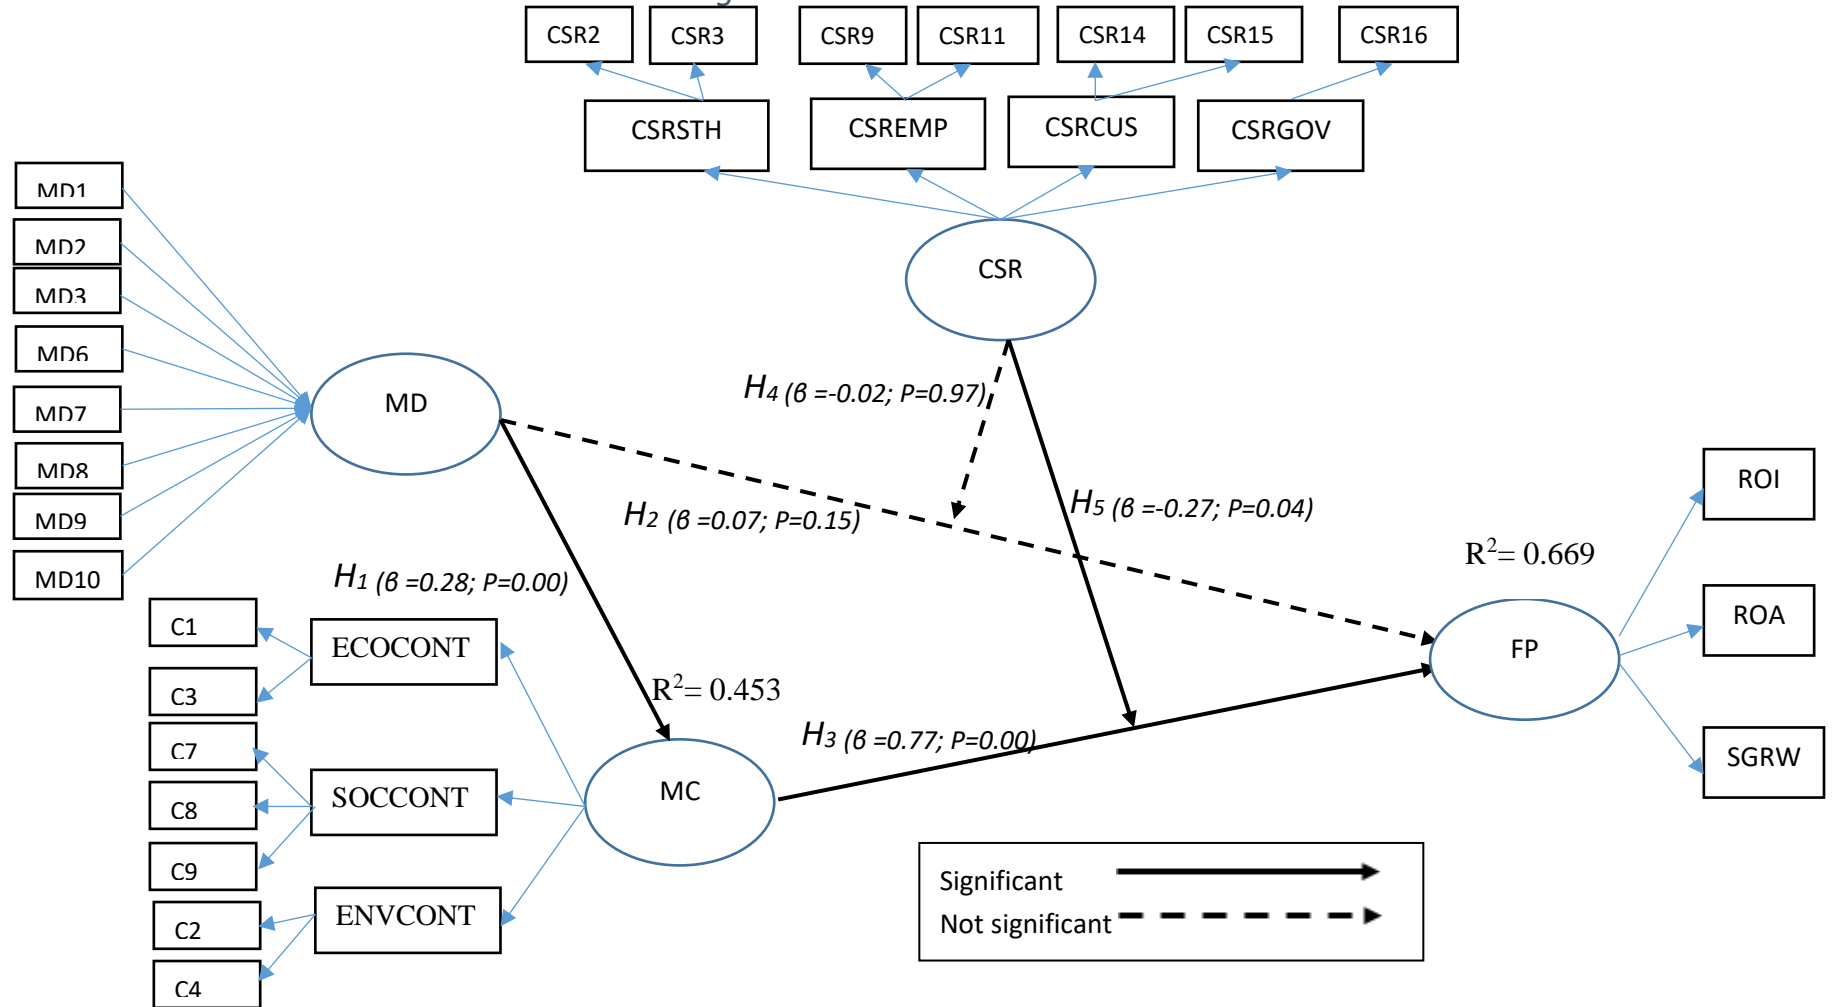 CSR2
CSR3
CSR9
CSR11
CSR14
CSR15
CSR16
CSRSTH
CSREMP
CSRCUS
CSRGOV
MD1
MD2
MD3
MD6
MD7
MD8
MD9
MD10
CSR
MD
H4 (β =-0.02; P=0.97)
H2 (β =0.07; P=0.15)
H5 (β =-0.27; P=0.04)
H1 (β =0.28; P=0.00)
R2= 0.669
ROI
ROA
SGRW
FP
C1
C3
C7
C8
C9
C2
C4
ECOCONT
SOCCONT
ENVCONT
R2= 0.453
H3 (β =0.77; P=0.00)
MC
Significant
Not significant